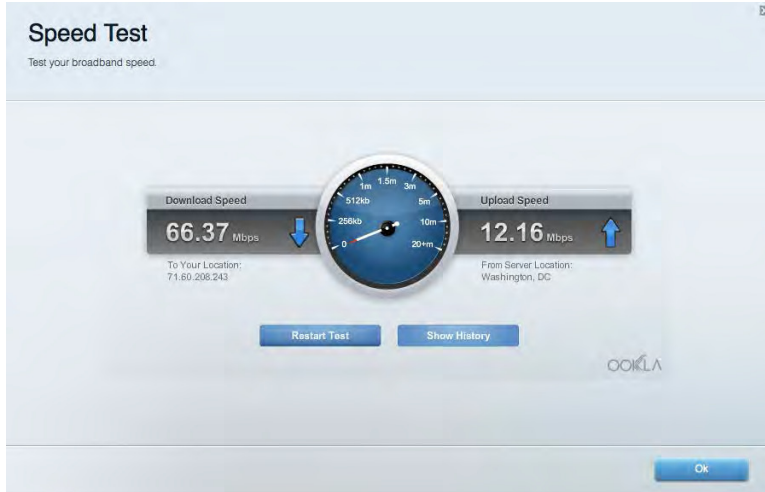 Speed Test
Test your broadband speed.
Download Speed
66.37 Mbps
To Your Location:
71.60.208.243
0
256kb
512kb
1m
1.5m
3m
5m
10m
20+m
Upload Speed
12.16 Mbps
From Server Location:
Washington, DC
Restart Test
Show History
OOKLA
Ok